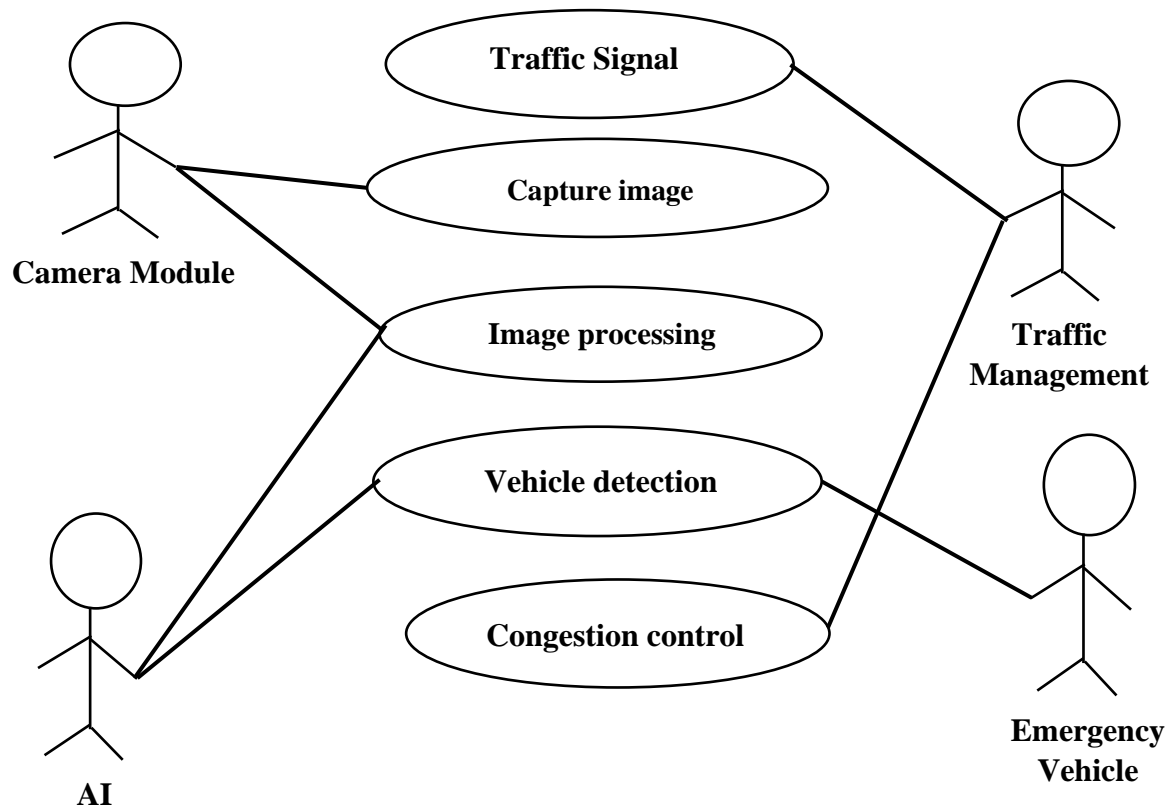 Traffic Signal
Capture image
Camera Module
Image processing
Traffic
Management
Vehicle detection
Congestion control
Emergency
Vehicle
AI